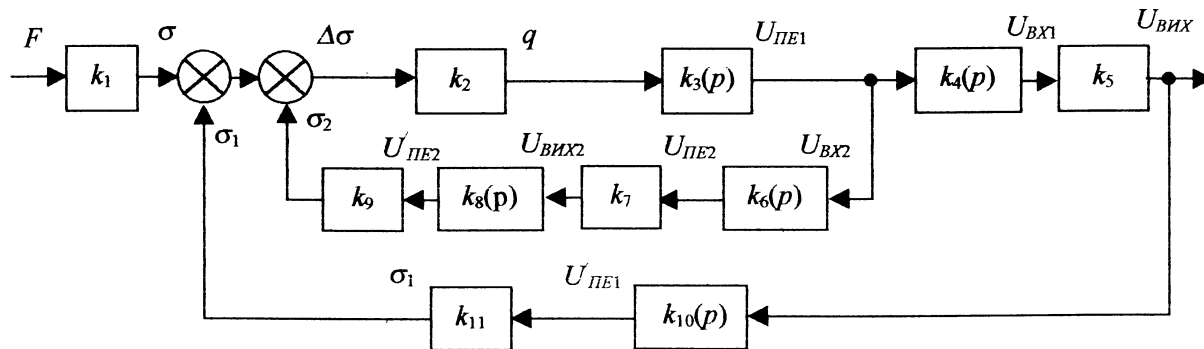 F σ Δσ q U_ПЕ1 U_ВХ1 U_ВИХ
k₁ k₂ k₃(p) k₄(p) k₅
σ₁ σ₂ U'_ПЕ2 U_ВИХ2 U_ПЕ2 U_ВХ2
k₉ k₈(p) k₇ k₆(p)
σ₁ U'_ПЕ1
k₁₁ k₁₀(p)